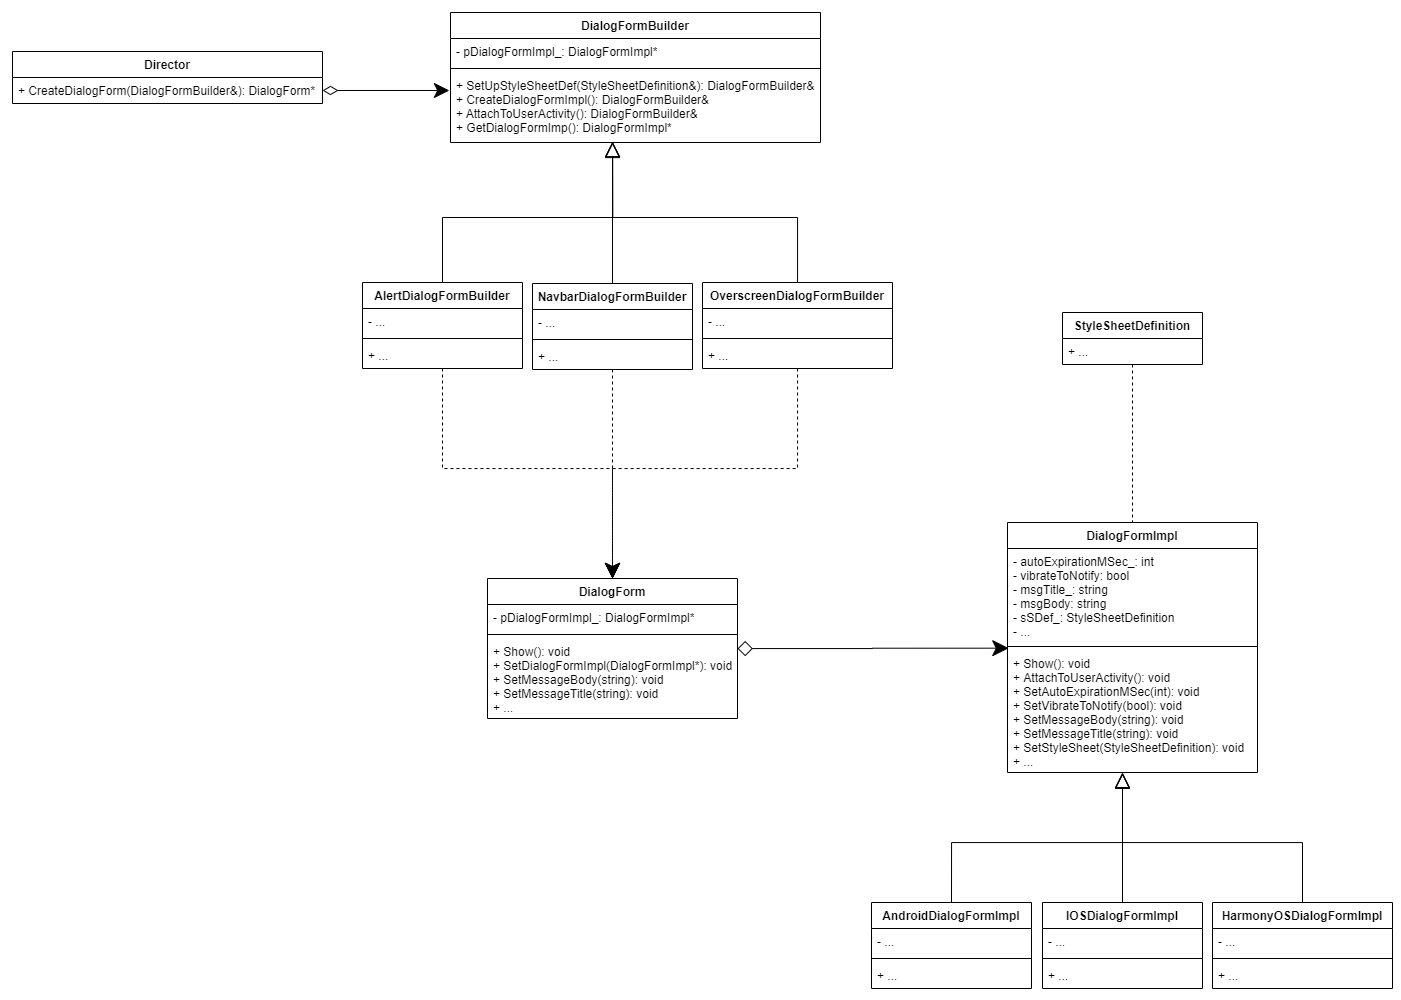 DialogFormBuilder
- pDialogFormImpl_: DialogFormImpl*
+ SetUpStyleSheetDef(StyleSheetDefinition&): DialogFormBuilder&
+ CreateDialogFormImpl(): DialogFormBuilder&
+ AttachToUserActivity(): DialogFormBuilder&
+ GetDialogFormImp(): DialogFormImpl*
Director
+ CreateDialogForm(DialogFormBuilder&): DialogForm*
AlertDialogFormBuilder
- ...
+ ...
NavbarDialogFormBuilder
- ...
+ ...
OverscreenDialogFormBuilder
- ...
+ ...
StyleSheetDefinition
+ ...
DialogForm
- pDialogFormImpl_: DialogFormImpl*
+ Show(): void
+ SetDialogFormImpl(DialogFormImpl*): void
+ SetMessageBody(string): void
+ SetMessageTitle(string): void
+ ...
DialogFormImpl
- autoExpirationMSec_: int
- vibrateToNotify: bool
- msgTitle_: string
- msgBody: string
- sSDef_: StyleSheetDefinition
- ...
+ Show(): void
+ AttachToUserActivity(): void
+ SetAutoExpirationMSec(int): void
+ SetVibrateToNotify(bool): void
+ SetMessageBody(string): void
+ SetMessageTitle(string): void
+ SetStyleSheet(StyleSheetDefinition): void
+ ...
AndroidDialogFormImpl
- ...
+ ...
IOSDialogFormImpl
- ...
+ ...
HarmonyOSDialogFormImpl
- ...
+ ...